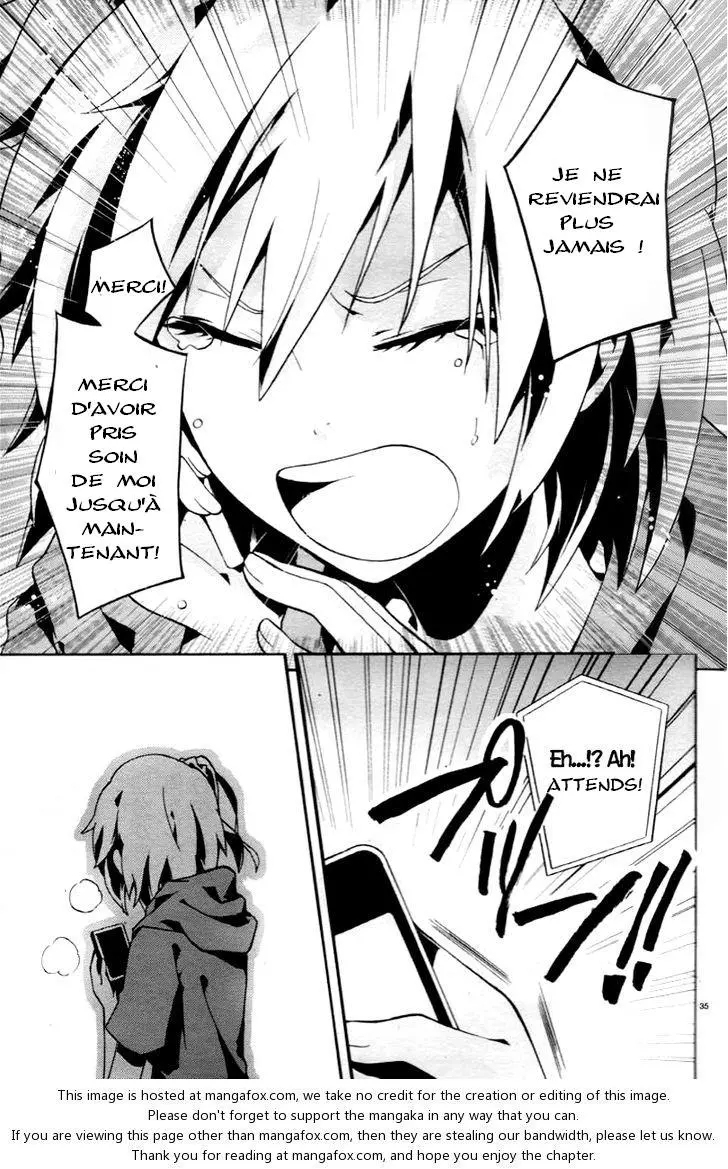 JE NE
REVIENDRAI
PLUS
JAMAIS !
MERCI!
MERCI
D'AVOIR
PRIS
SOIN
DE MOI
JUSQU'À
MAIN-
TENANT!
Eh...!? Ah!
ATTENDS!
プツーッ!!
35
This image is hosted at mangafox.com, we take no credit for the creation or editing of this image.
Please don't forget to support the mangaka in any way that you can.
If you are viewing this page other than mangafox.com, then they are stealing our bandwidth, please let us know.
Thank you for reading at mangafox.com, and hope you enjoy the chapter.